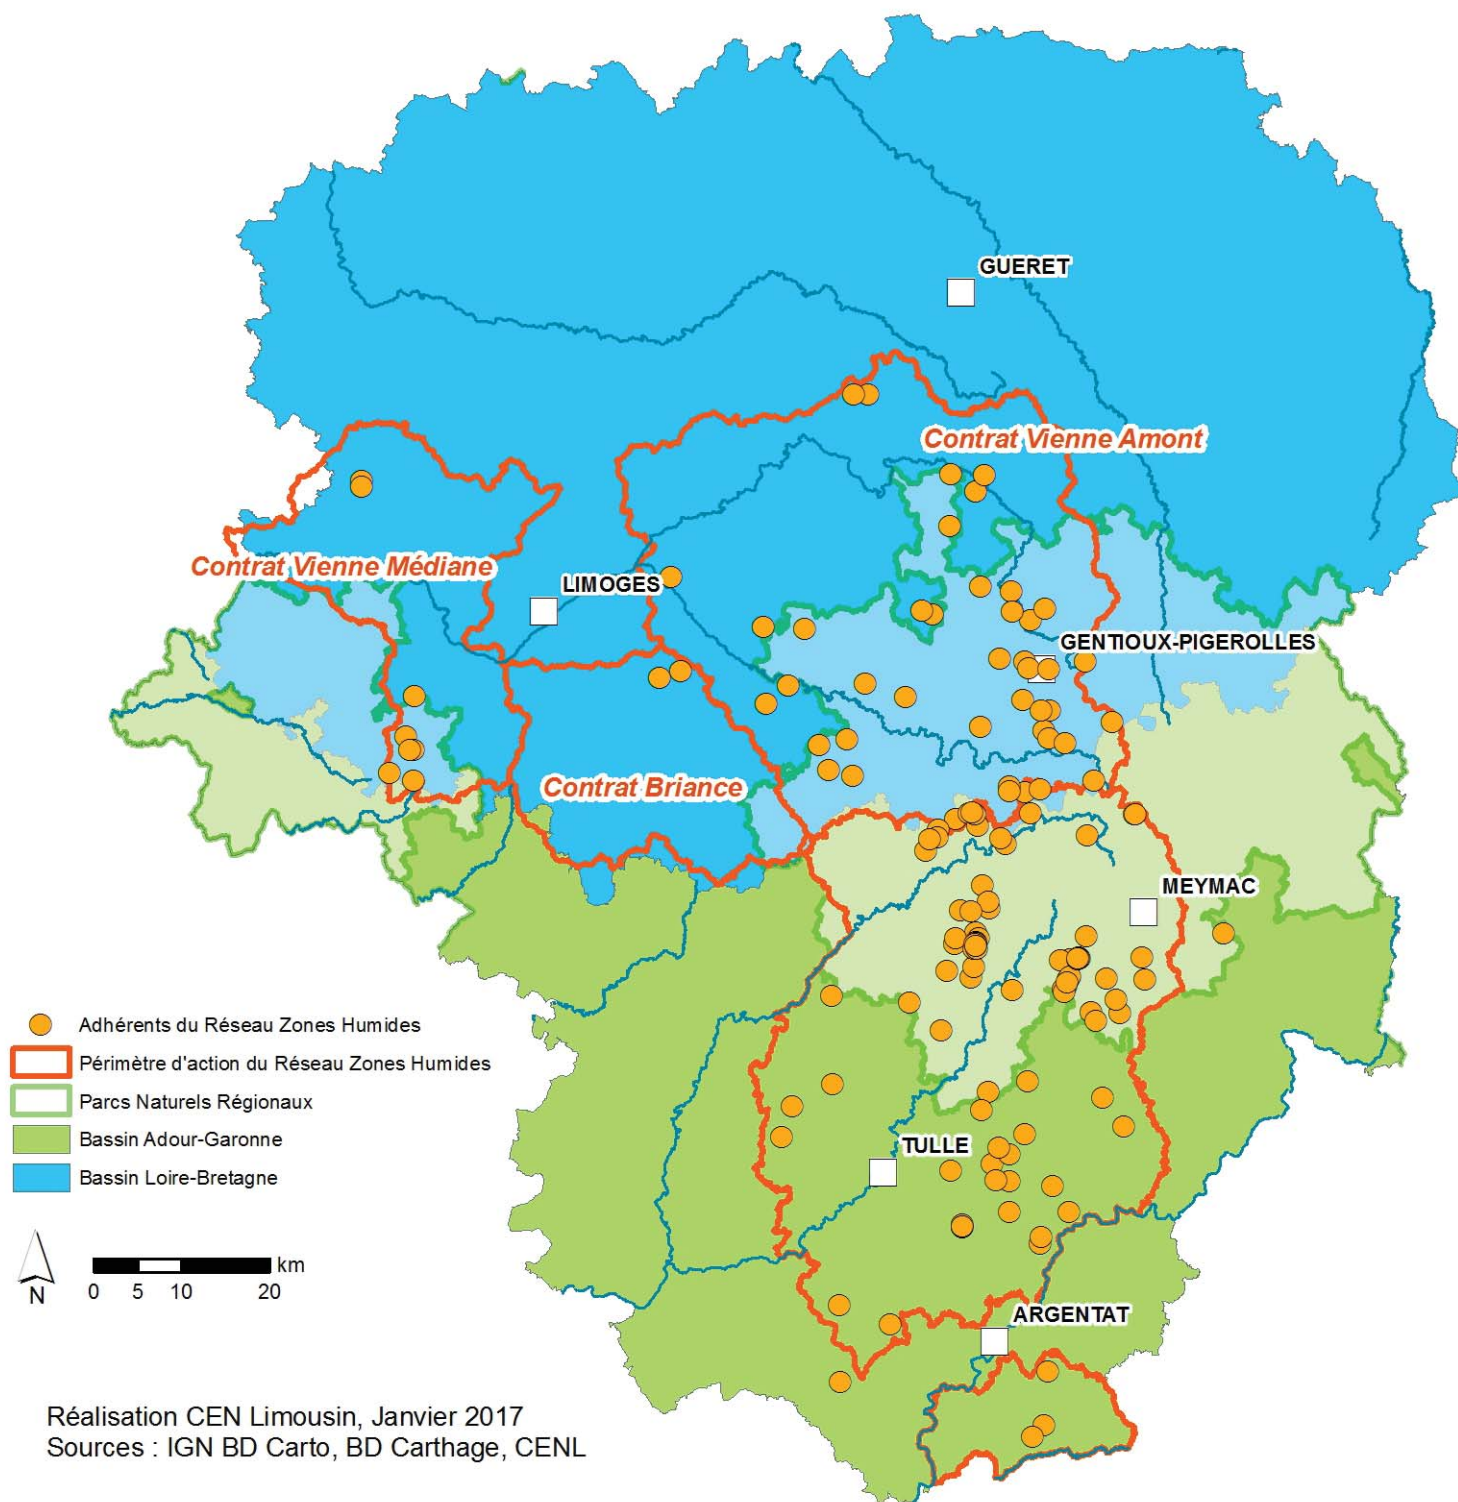 GUERET
Contrat Vienne Amont
Contrat Vienne Médiane
LIMOGES
GENTIOUX-PIGEROLLES
Contrat Briance
MEYMAC
Adhérents du Réseau Zones Humides
Périmètre d'action du Réseau Zones Humides
Parcs Naturels Régionaux
Bassin Adour-Garonne
Bassin Loire-Bretagne
TULLE
N
km
0 5 10 20
ARGENTAT
Réalisation CEN Limousin, Janvier 2017
Sources : IGN BD Carto, BD Carthage, CENL